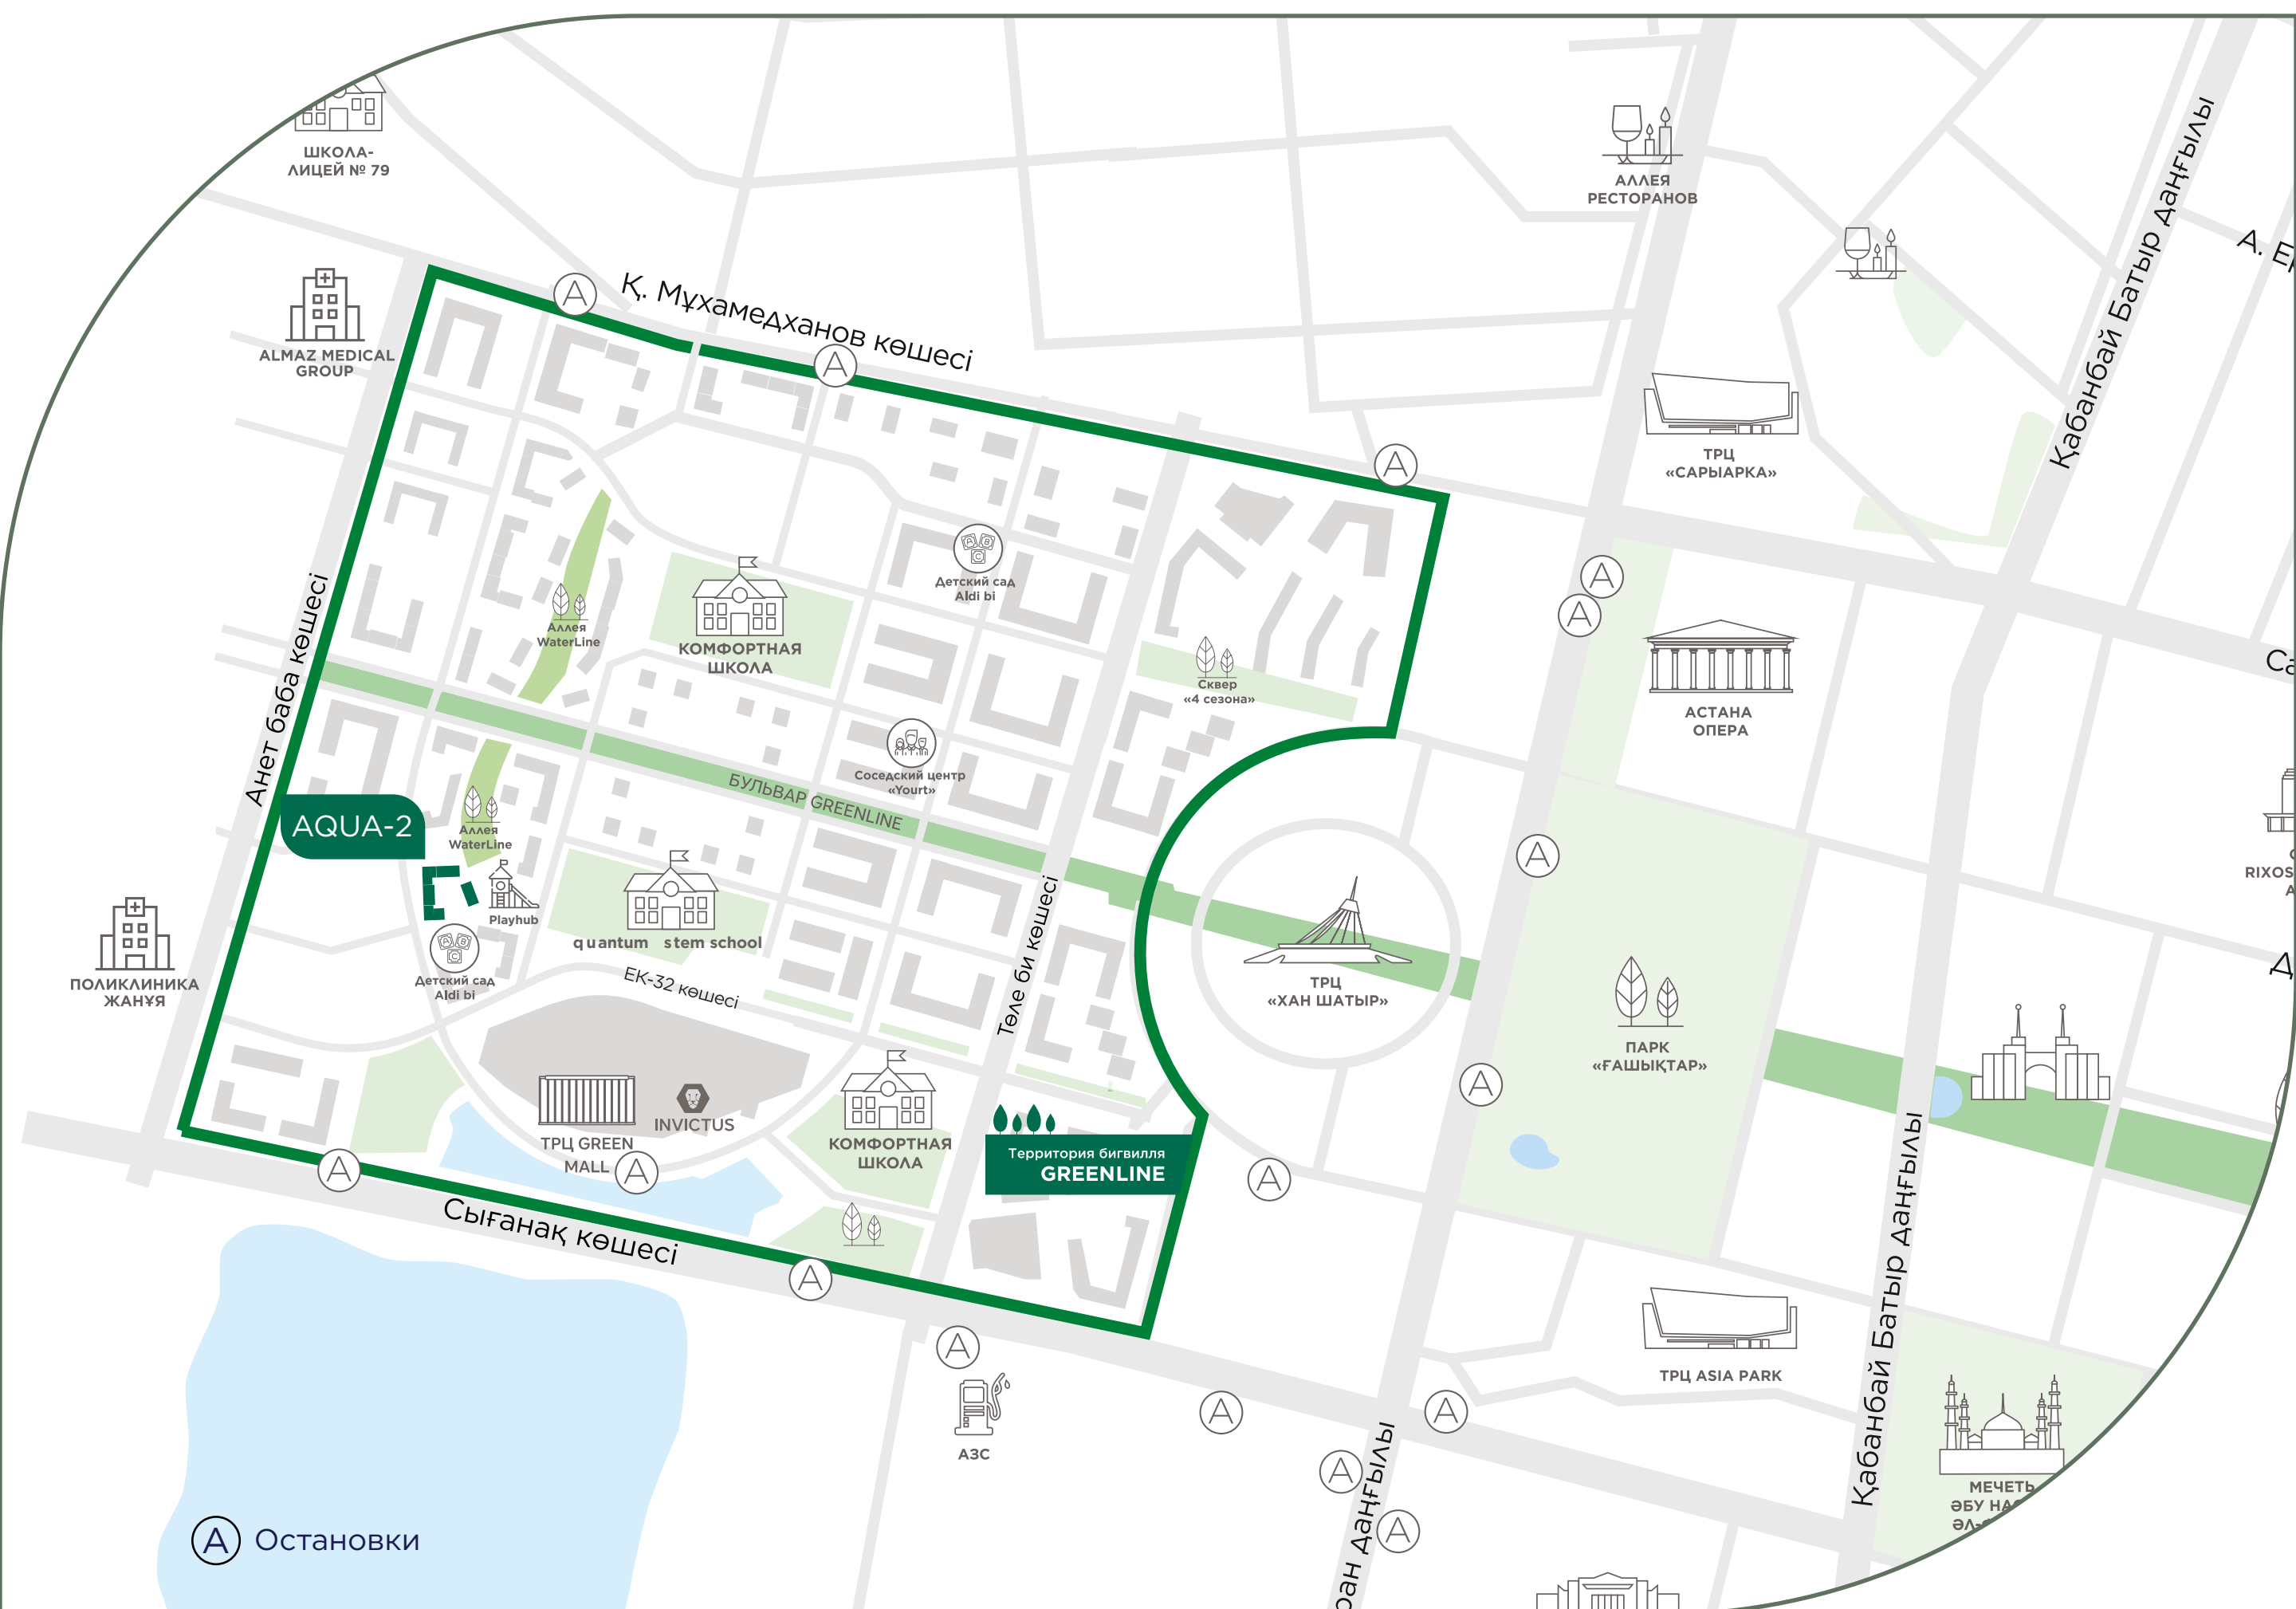 ШКОЛА-
ЛИЦЕЙ № 79
АЛЛЕЯ
РЕСТОРАНОВ
Қабанбай Батыр даңғылы
А.
ALMAZ MEDICAL
GROUP
A
Қ. Мұхамедханов көшесі
A
A
ТРЦ
«САРЫАРКА»
A
A
Детский сад
Aldi bi
Аллея
WaterLine
КОМФОРТНАЯ
ШКОЛА
Сквер
«4 сезона»
АСТАНА
ОПЕРА
Анет баба көшесі
Соседский центр
«Yourt»
БУЛЬВАР GREENLINE
AQUA-2
Аллея
WaterLine
A
RIXOS
Playhub
quantum stem school
Детский сад
Aldi bi
ЕК-32 көшесі
Төле би көшесі
ПОЛИКЛИНИКА
ЖАНҰЯ
ТРЦ
«ХАН ШАТЫР»
ПАРК
«ҒАШЫҚТАР»
A
ТРЦ GREEN
MALL
INVICTUS
КОМФОРТНАЯ
ШКОЛА
Территория бигвилля
GREENLINE
A
A
A
Сығанақ көшесі
A
A
АЗС
A
A
A
A
ТРЦ ASIA PARK
Қабанбай Батыр даңғылы
даңғылы
МЕЧЕТЬ
ӘБУ
A Остановки